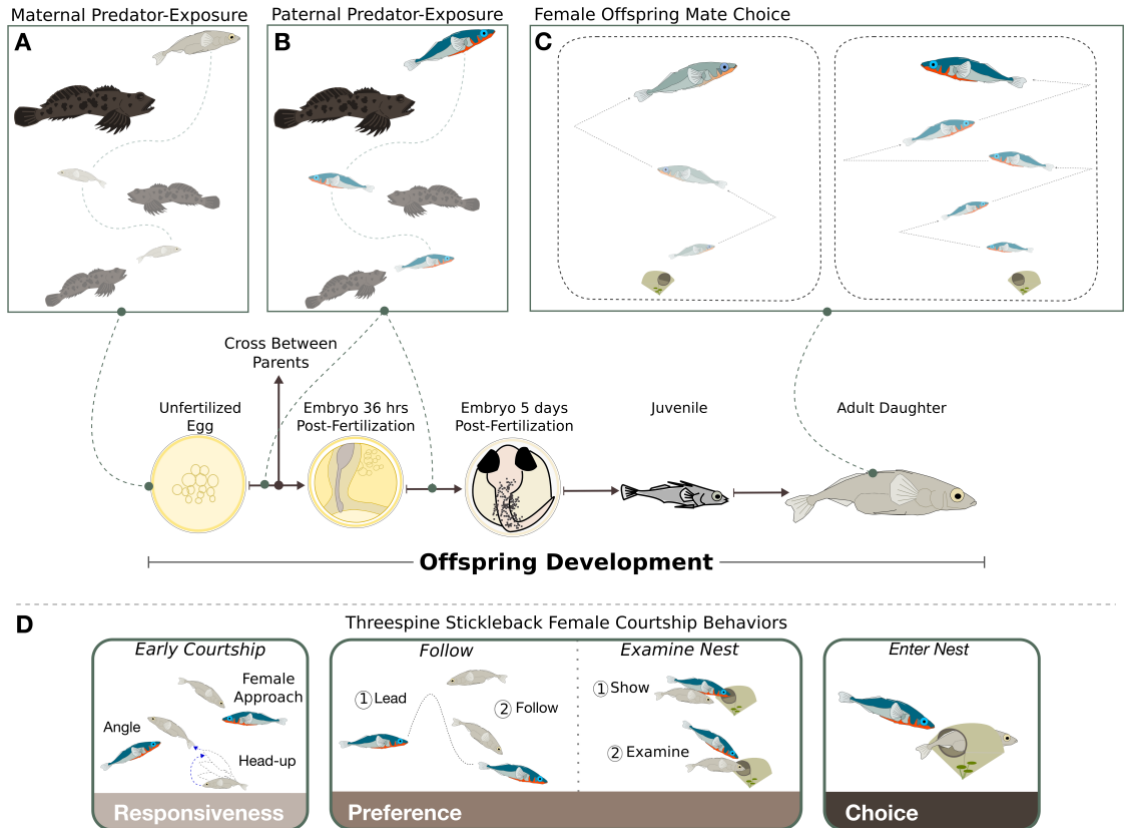 Maternal Predator-Exposure
Paternal Predator-Exposure
Female Offspring Mate Choice
A
B
C
Cross Between
Parents
Unfertilized
Egg
Embryo 36 hrs
Post-Fertilization
Embryo 5 days
Post-Fertilization
Juvenile
Adult Daughter
Offspring Development
D
Threespine Stickleback Female Courtship Behaviors
Early Courtship
Female
Approach
Angle
Head-up
Responsiveness
Follow
1 Lead
2 Follow
Examine Nest
1 Show
2 Examine
Preference
Enter Nest
Choice